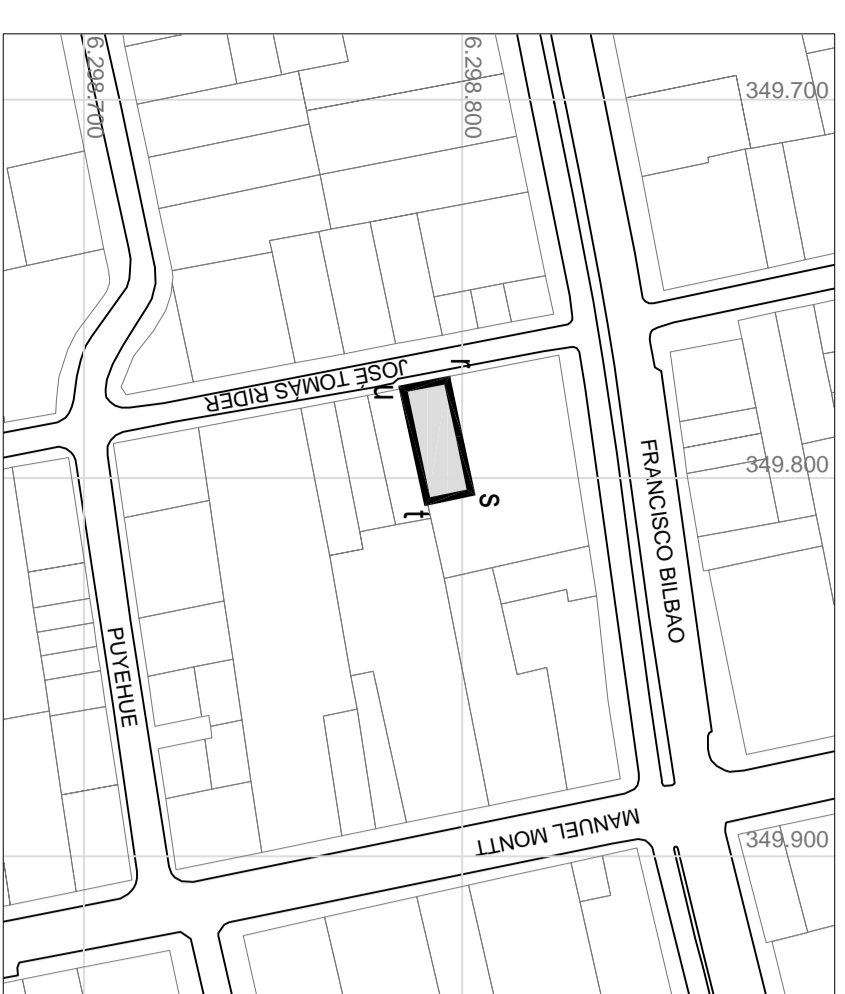 6.298.700
6.298.800
349.700
JOSÉ TOMÁS RIDER
r
u
FRANCISCO BILBAO
349.800
s
t
PUYEHUE
MANUEL MONTT
349.900